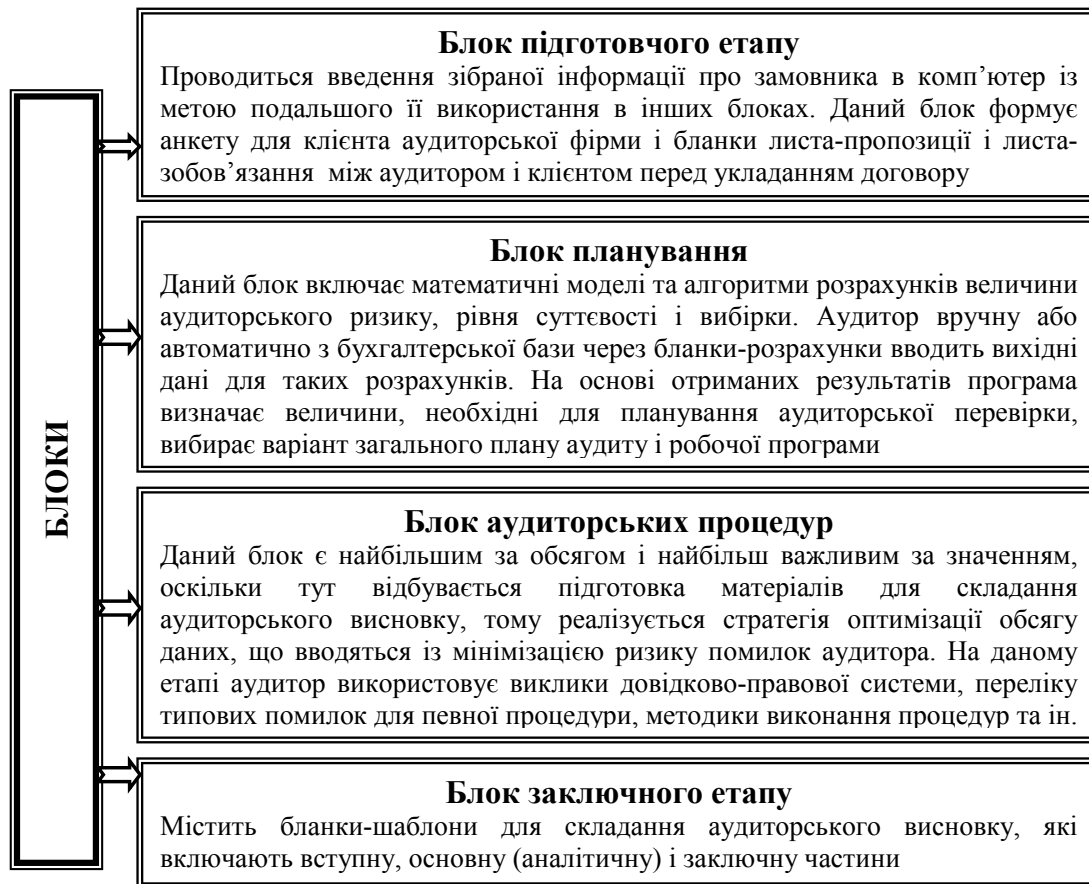 БЛОКИ
Блок підготовчого етапу
Проводиться введення зібраної інформації про замовника в комп’ютер із
метою подальшого її використання в інших блоках. Даний блок формує
анкету для клієнта аудиторської фірми і бланки листа-пропозиції і листа-
зобов’язання між аудитором і клієнтом перед укладанням договору
Блок планування
Даний блок включає математичні моделі та алгоритми розрахунків величини
аудиторського ризику, рівня суттєвості і вибірки. Аудитор вручну або
автоматично з бухгалтерської бази через бланки-розрахунки вводить вихідні
дані для таких розрахунків. На основі отриманих результатів програма
визначає величини, необхідні для планування аудиторської перевірки,
вибирає варіант загального плану аудиту і робочої програми
Блок аудиторських процедур
Даний блок є найбільшим за обсягом і найбільш важливим за значенням,
оскільки тут відбувається підготовка матеріалів для складання
аудиторського висновку, тому реалізується стратегія оптимізації обсягу
даних, що вводяться із мінімізацією ризику помилок аудитора. На даному
етапі аудитор використовує виклики довідково-правової системи, переліку
типових помилок для певної процедури, методики виконання процедур та ін.
Блок заключного етапу
Містить бланки-шаблони для складання аудиторського висновку, які
включають вступну, основну (аналітичну) і заключну частини